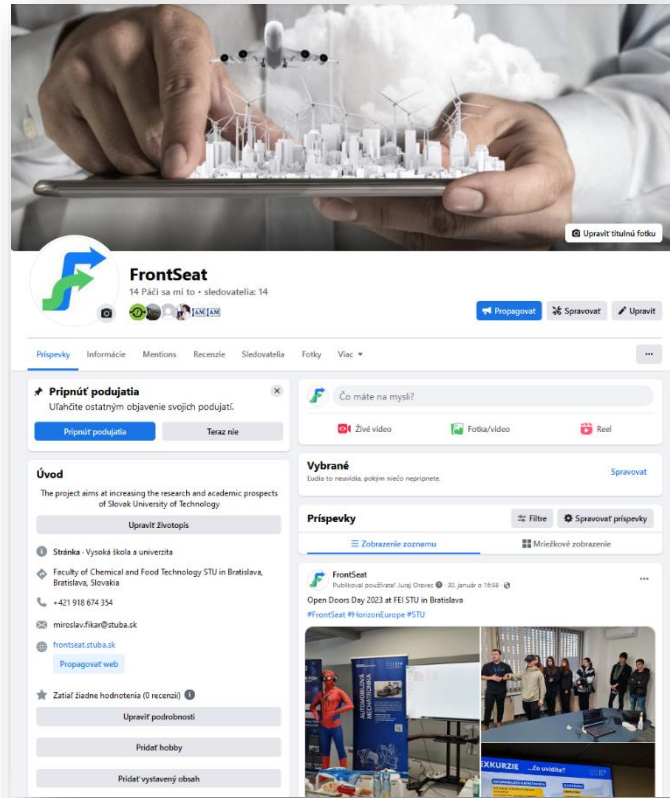 Upraviť titulnú fotku
FrontSeat
14 Páči sa mi to • sledovatelia: 14
IAM IAM
Propagovať
Spravovať
Upraviť
Príspevky
Informácie
Mentions
Recenzie
Sledovatelia
Fotky
Viac
Pripnúť podujatia
Uľahčite ostatným objavenie svojich podujatí.
Pripnúť podujatia
Teraz nie
Úvod
The project aims at increasing the research and academic prospects
of Slovak University of Technology
Upraviť životopis
Stránka · Vysoká škola a univerzita
Faculty of Chemical and Food Technology STU in Bratislava,
Bratislava, Slovakia
+421 918 674 354
miroslav.fikar@stuba.sk
frontseat.stuba.sk
Propagovať web
Zatiaľ žiadne hodnotenia (0 recenzií)
Upraviť podrobnosti
Pridať hobby
Pridať vystavený obsah
Čo máte na mysli?
Živé video
Fotka/video
Reel
Vybrané
Ľudia to neuvidia, pokým niečo nepripnete.
Spravovať
Príspevky
Filtre
Spravovať príspevky
Zobrazenie zoznamu
Mriežkové zobrazenie
FrontSeat
Publikoval používateľ Juraj Oravec · 30. január o 16:58 ·
Open Doors Day 2023 at FEI STU in Bratislava
#FrontSeat #HorizonEurope #STU
AUTOMOBILOVÁ
MECHATRONIKA
EXKURZIE ...čo uvidíte?